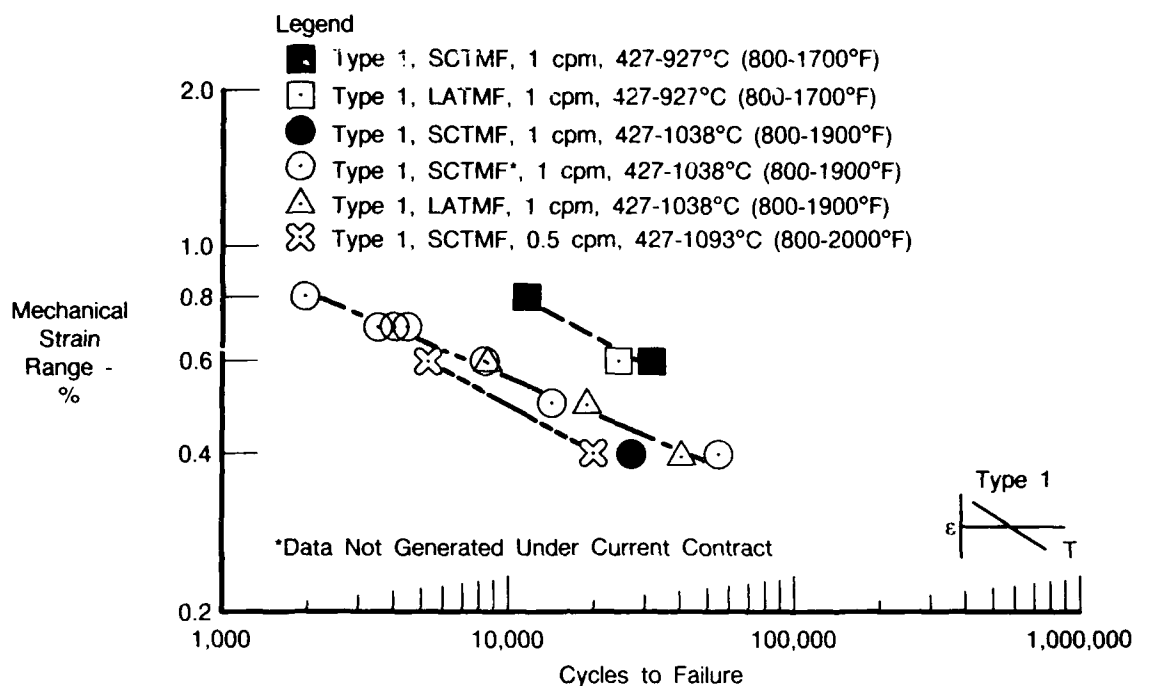 Legend
Type 1, SCTMF, 1 cpm, 427-927°C (800-1700°F)
Type 1, LATMF, 1 cpm, 427-927°C (800-1700°F)
Type 1, SCTMF, 1 cpm, 427-1038°C (800-1900°F)
Type 1, SCTMF*, 1 cpm, 427-1038°C (800-1900°F)
Type 1, LATMF, 1 cpm, 427-1038°C (800-1900°F)
Type 1, SCTMF, 0.5 cpm, 427-1093°C (800-2000°F)
2.0
1.0
0.8
0.6
0.4
0.2
Mechanical
Strain
Range -
%
Type 1
ε
T
*Data Not Generated Under Current Contract
1,000
10,000
100,000
1,000,000
Cycles to Failure